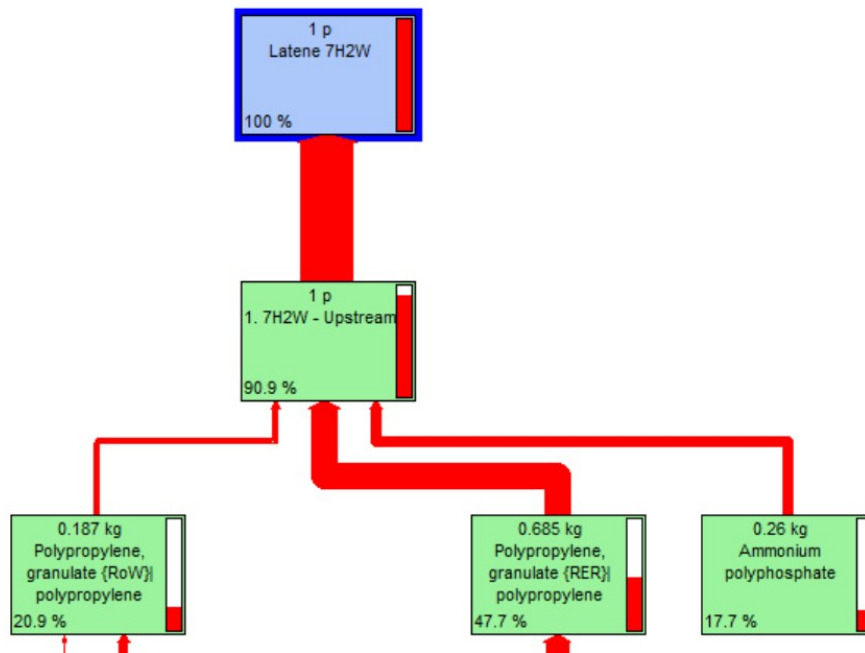 1 p
Latene 7H2W
100 %
1 p
1. 7H2W - Upstream
90.9 %
0.187 kg
Polypropylene,
granulate {RoW}|
polypropylene
20.9 %
0.685 kg
Polypropylene,
granulate {RER}|
polypropylene
47.7 %
0.26 kg
Ammonium
polyphosphate
17.7 %